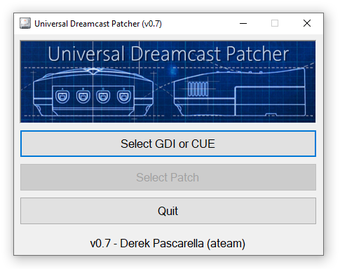 Universal Dreamcast Patcher (v0.7)
Universal Dreamcast Patcher
Select GDI or CUE
Select Patch
Quit
v0.7 - Derek Pascarella (ateam)